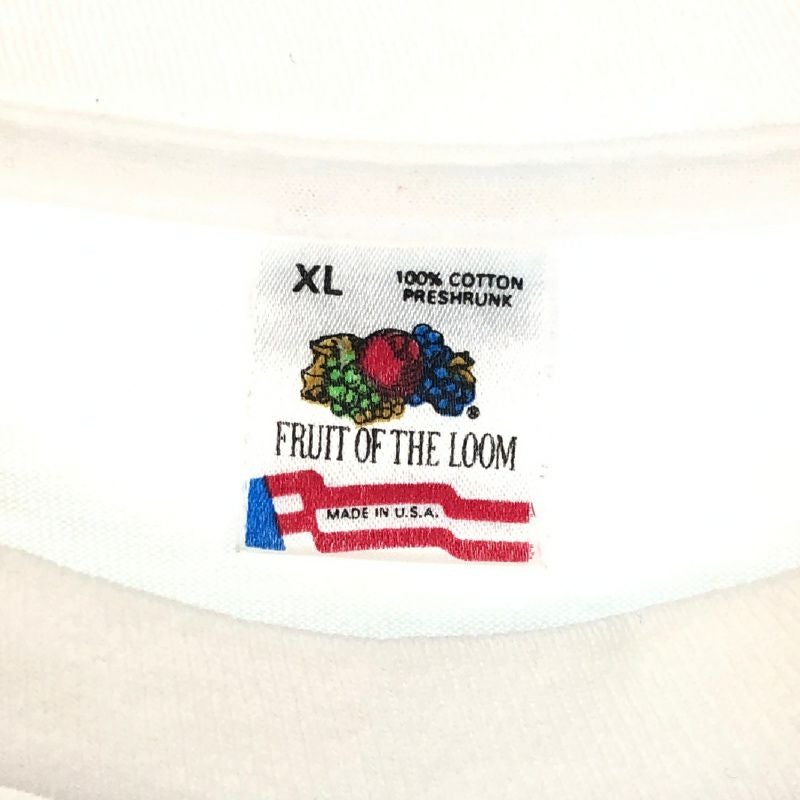 XL
100% COTTON
PRESHRUNK
®
FRUIT OF THE LOOM
MADE IN U.S.A.